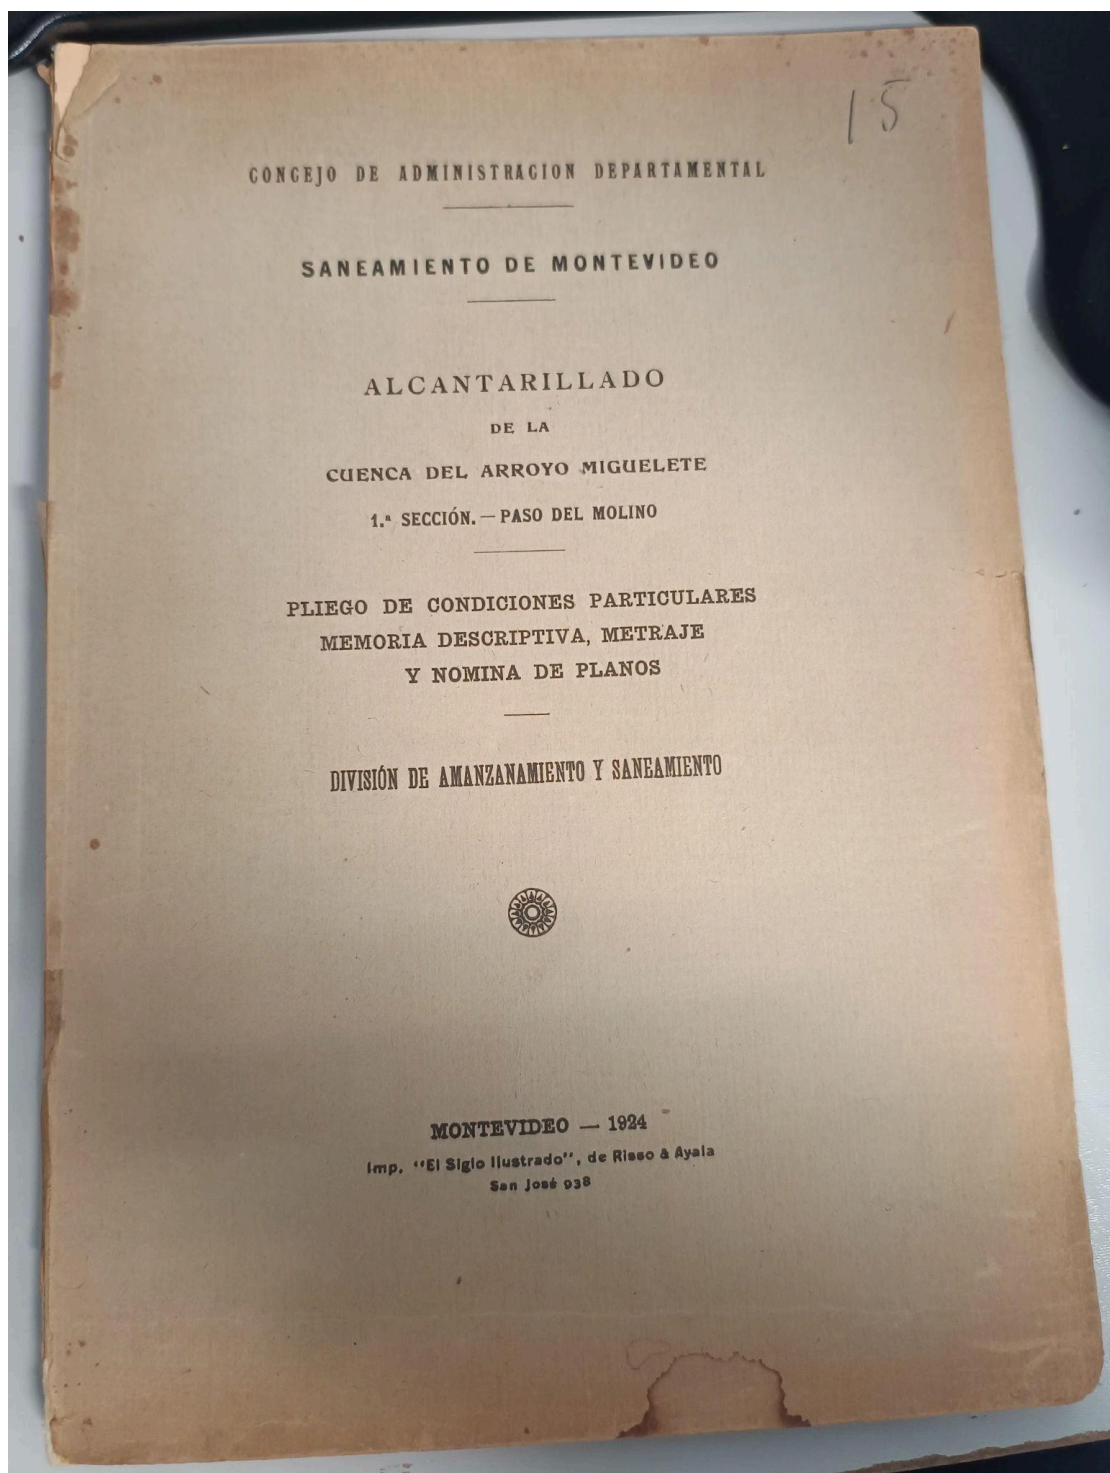 15
CONCEJO DE ADMINISTRACION DEPARTAMENTAL
SANEAMIENTO DE MONTEVIDEO
ALCANTARILLADO
DE LA
CUENCA DEL ARROYO MIGUELETE
1.ª SECCIÓN. — PASO DEL MOLINO
PLIEGO DE CONDICIONES PARTICULARES
MEMORIA DESCRIPTIVA, METRAJE
Y NOMINA DE PLANOS
DIVISIÓN DE AMANZANAMIENTO Y SANEAMIENTO
MONTEVIDEO — 1924
Imp. "El Siglo Ilustrado", de Risso & Ayala
San José 938